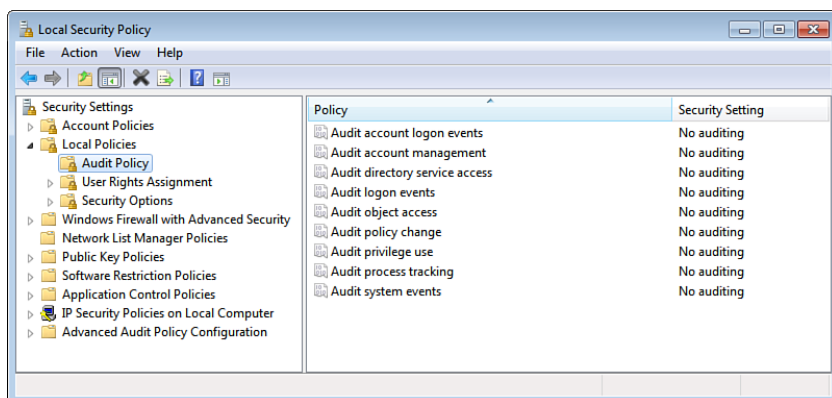 Local Security Policy
File Action View Help
Security Settings
Account Policies
Local Policies
Audit Policy
User Rights Assignment
Security Options
Windows Firewall with Advanced Security
Network List Manager Policies
Public Key Policies
Software Restriction Policies
Application Control Policies
IP Security Policies on Local Computer
Advanced Audit Policy Configuration
Policy Security Setting
Audit account logon events No auditing
Audit account management No auditing
Audit directory service access No auditing
Audit logon events No auditing
Audit object access No auditing
Audit policy change No auditing
Audit privilege use No auditing
Audit process tracking No auditing
Audit system events No auditing